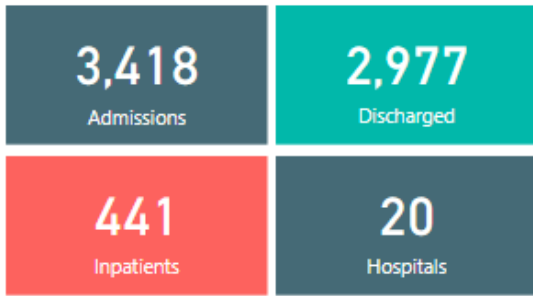 3,418
Admissions
2,977
Discharged
441
Inpatients
20
Hospitals